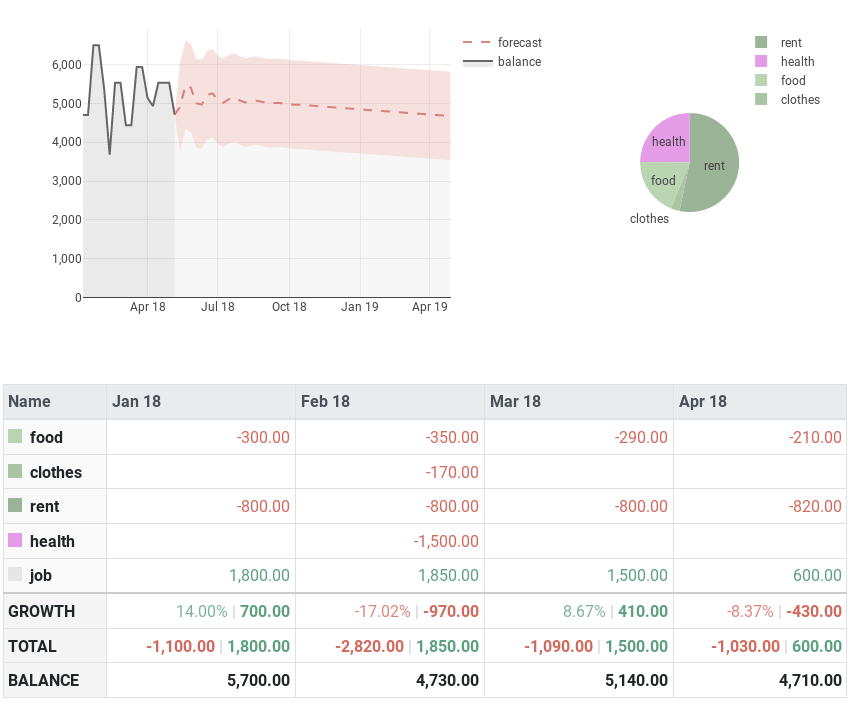 forecast
balance
6,000
5,000
4,000
3,000
2,000
1,000
0
Apr 18 Jul 18 Oct 18 Jan 19 Apr 19
rent
health
food
clothes
health
rent
food
clothes
Name Jan 18 Feb 18 Mar 18 Apr 18
food -300.00 -350.00 -290.00 -210.00
clothes -170.00
rent -800.00 -800.00 -800.00 -820.00
health -1,500.00
job 1,800.00 1,850.00 1,500.00 600.00
GROWTH 14.00% | 700.00 -17.02% | -970.00 8.67% | 410.00 -8.37% | -430.00
TOTAL -1,100.00 | 1,800.00 -2,820.00 | 1,850.00 -1,090.00 | 1,500.00 -1,030.00 | 600.00
BALANCE 5,700.00 4,730.00 5,140.00 4,710.00